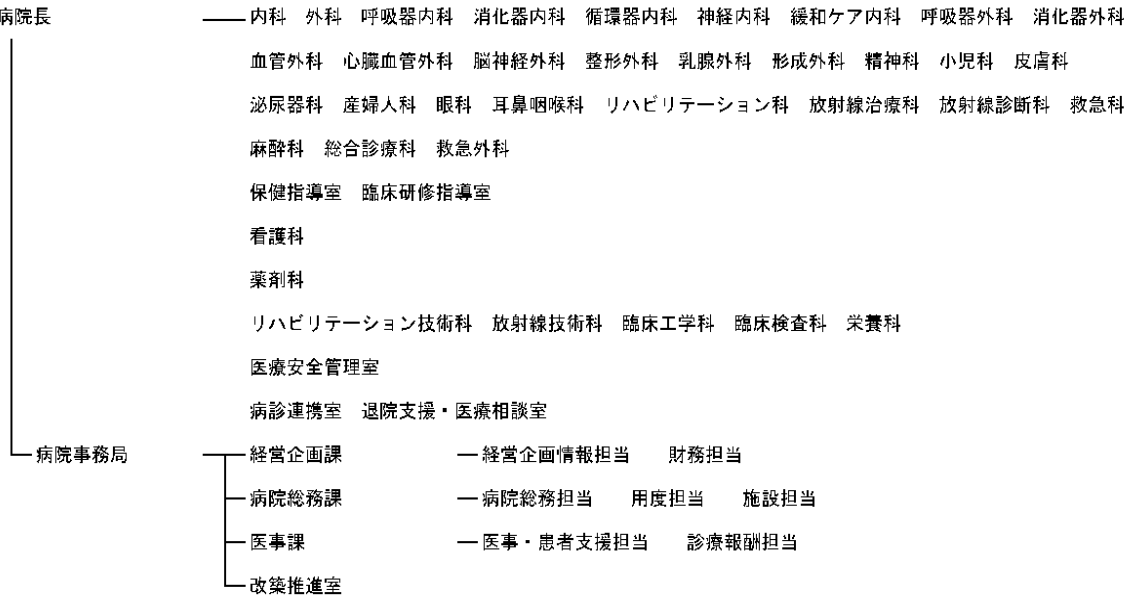 病院長 内科 外科 呼吸器内科 消化器内科 循環器内科 神経内科 緩和ケア内科 呼吸器外科 消化器外科
血管外科 心臓血管外科 脳神経外科 整形外科 乳腺外科 形成外科 精神科 小児科 皮膚科
泌尿器科 産婦人科 眼科 耳鼻咽喉科 リハビリテーション科 放射線治療科 放射線診断科 救急科
麻酔科 総合診療科 救急外科
保健指導室 臨床研修指導室
看護科
薬剤科
リハビリテーション技術科 放射線技術科 臨床工学科 臨床検査科 栄養科
医療安全管理室
病診連携室 退院支援・医療相談室
病院事務局 経営企画課 経営企画情報担当 財務担当
病院総務課 病院総務担当 用度担当 施設担当
医事課 医事・患者支援担当 診療報酬担当
改築推進室